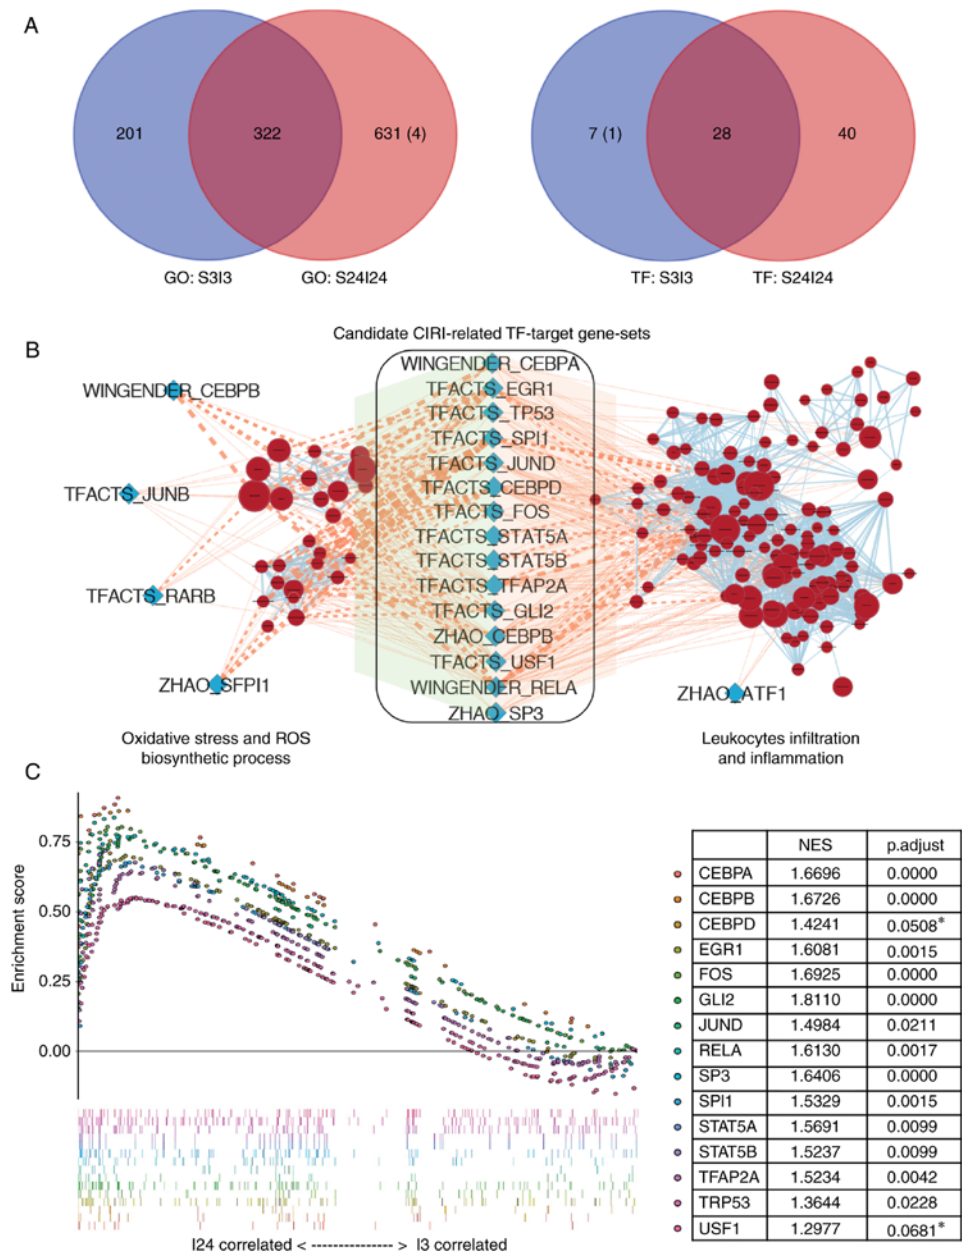 A
201
322
631 (4)
7 (1)
28
40
GO: S3I3
GO: S24I24
TF: S3I3
TF: S24I24
B
Candidate CIRI-related TF-target gene-sets
WINGENDER_CEBPB
TFACTS_JUNB
TFACTS_RARB
ZHAO_SFPI1
WINGENDER_CEBPA
TFACTS_EGR1
TFACTS_TP53
TFACTS_SPI1
TFACTS_JUND
TFACTS_CEBPD
TFACTS_FOS
TFACTS_STAT5A
TFACTS_STAT5B
TFACTS_TFAP2A
TFACTS_GLI2
ZHAO_CEBPB
TFACTS_USF1
WINGENDER_RELA
ZHAO_SP3
ZHAO_ATF1
Oxidative stress and ROS
biosynthetic process
Leukocytes infiltration
and inflammation
C
Enrichment score
0.75
0.50
0.25
0.00
I24 correlated < --------------- > I3 correlated
NES p.adjust
CEBPA 1.6696 0.0000
CEBPB 1.6726 0.0000
CEBPD 1.4241 0.0508*
EGR1 1.6081 0.0015
FOS 1.6925 0.0000
GLI2 1.8110 0.0000
JUND 1.4984 0.0211
RELA 1.6130 0.0017
SP3 1.6406 0.0000
SPI1 1.5329 0.0015
STAT5A 1.5691 0.0099
STAT5B 1.5237 0.0099
TFAP2A 1.5234 0.0042
TRP53 1.3644 0.0228
USF1 1.2977 0.0681*